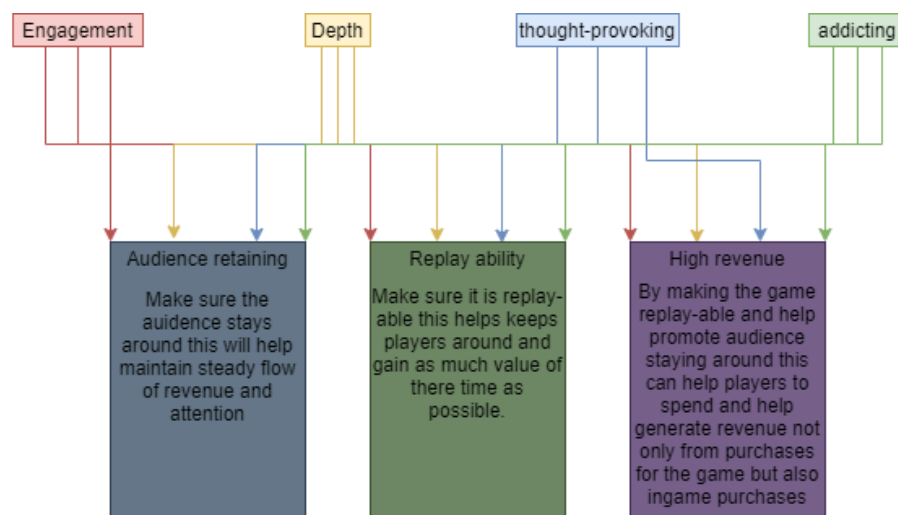 Engagement
Depth
thought-provoking
addicting
Audience retaining
Make sure the
auidence stays
around this will help
maintain steady flow
of revenue and
attention
Replay ability
Make sure it is replay-
able this helps keeps
players around and
gain as much value of
there time as
possible.
High revenue
By making the game
replay-able and help
promote audience
staying around this
can help players to
spend and help
generate revenue not
only from purchases
for the game but also
ingame purchases